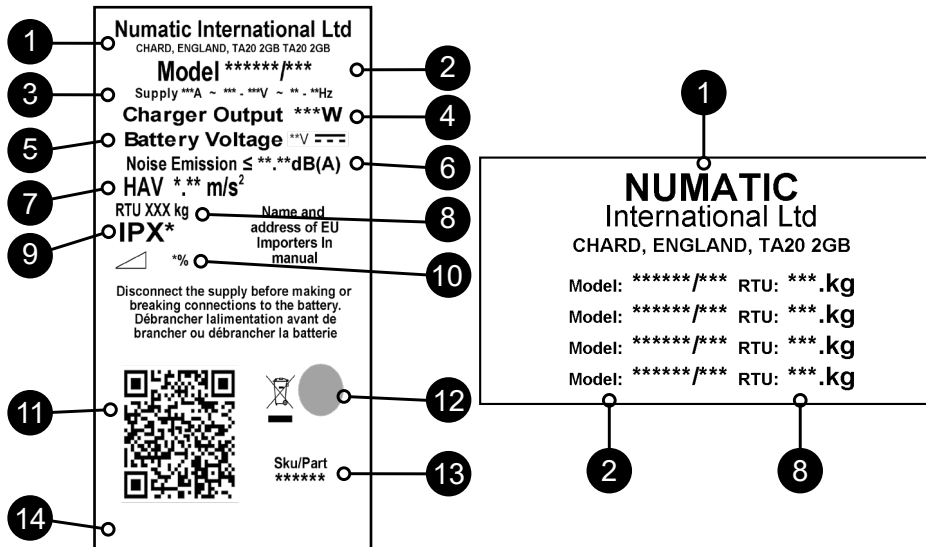 1
Numatic International Ltd
CHARD, ENGLAND, TA20 2GB TA20 2GB
Model ******/***
2
3
Supply ***A ~ *** - ***V ~ ** - **Hz
Charger Output ***W
4
5
Battery Voltage **V
Noise Emission ≤ **.**dB(A)
6
7
HAV *.** m/s²
RTU XXX kg
8
9
IPX*
Name and
address of EU
Importers In
manual
*%
10
Disconnect the supply before making or
breaking connections to the battery.
Débrancher lalimentation avant de
brancher ou débrancher la batterie
11
12
Sku/Part
******
13
14
1
NUMATIC
International Ltd
CHARD, ENGLAND, TA20 2GB
Model: ******/*** RTU: ***.kg
Model: ******/*** RTU: ***.kg
Model: ******/*** RTU: ***.kg
Model: ******/*** RTU: ***.kg
2
8